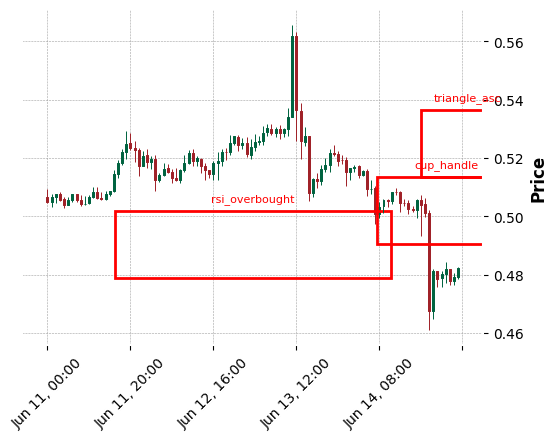 0.56
triangle_asc
0.54
0.52
cup_handle
Price
rsi_overbought
0.50
0.48
0.46
Jun 11, 00:00
Jun 11, 20:00
Jun 12, 16:00
Jun 13, 12:00
Jun 14, 08:00